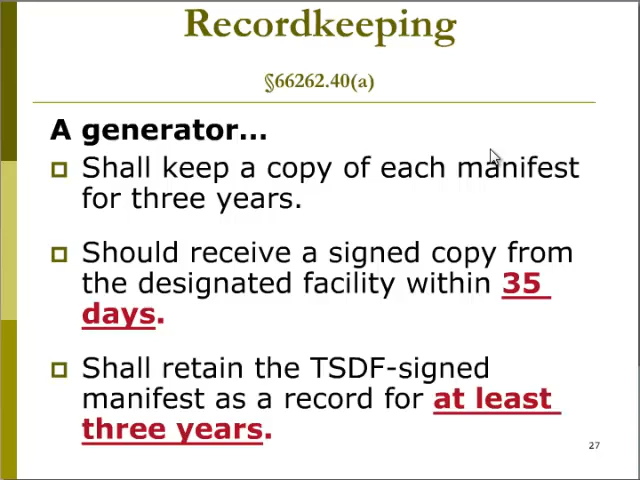 Recordkeeping
§66262.40(a)
A generator…
Shall keep a copy of each manifest
for three years.
Should receive a signed copy from
the designated facility within 35
days.
Shall retain the TSDF-signed
manifest as a record for at least
three years.
27